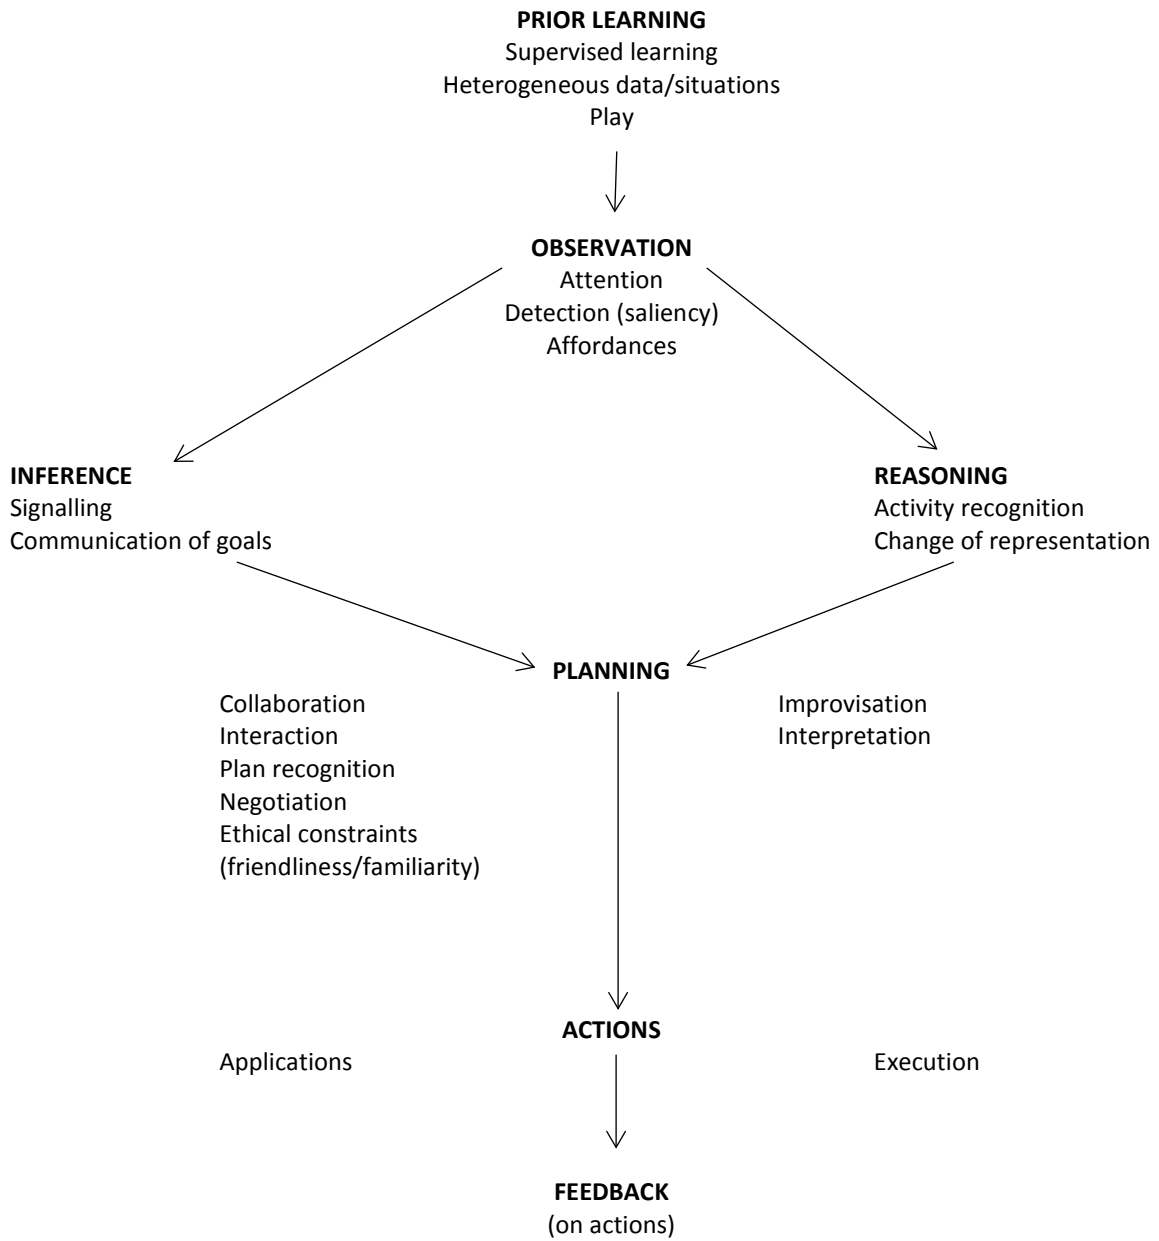 PRIOR LEARNING
Supervised learning
Heterogeneous data/situations
Play
OBSERVATION
Attention
Detection (saliency)
Affordances
INFERENCE
Signalling
Communication of goals
REASONING
Activity recognition
Change of representation
PLANNING
Collaboration
Interaction
Plan recognition
Negotiation
Ethical constraints
(friendliness/familiarity)
Improvisation
Interpretation
ACTIONS
Applications
Execution
FEEDBACK
(on actions)